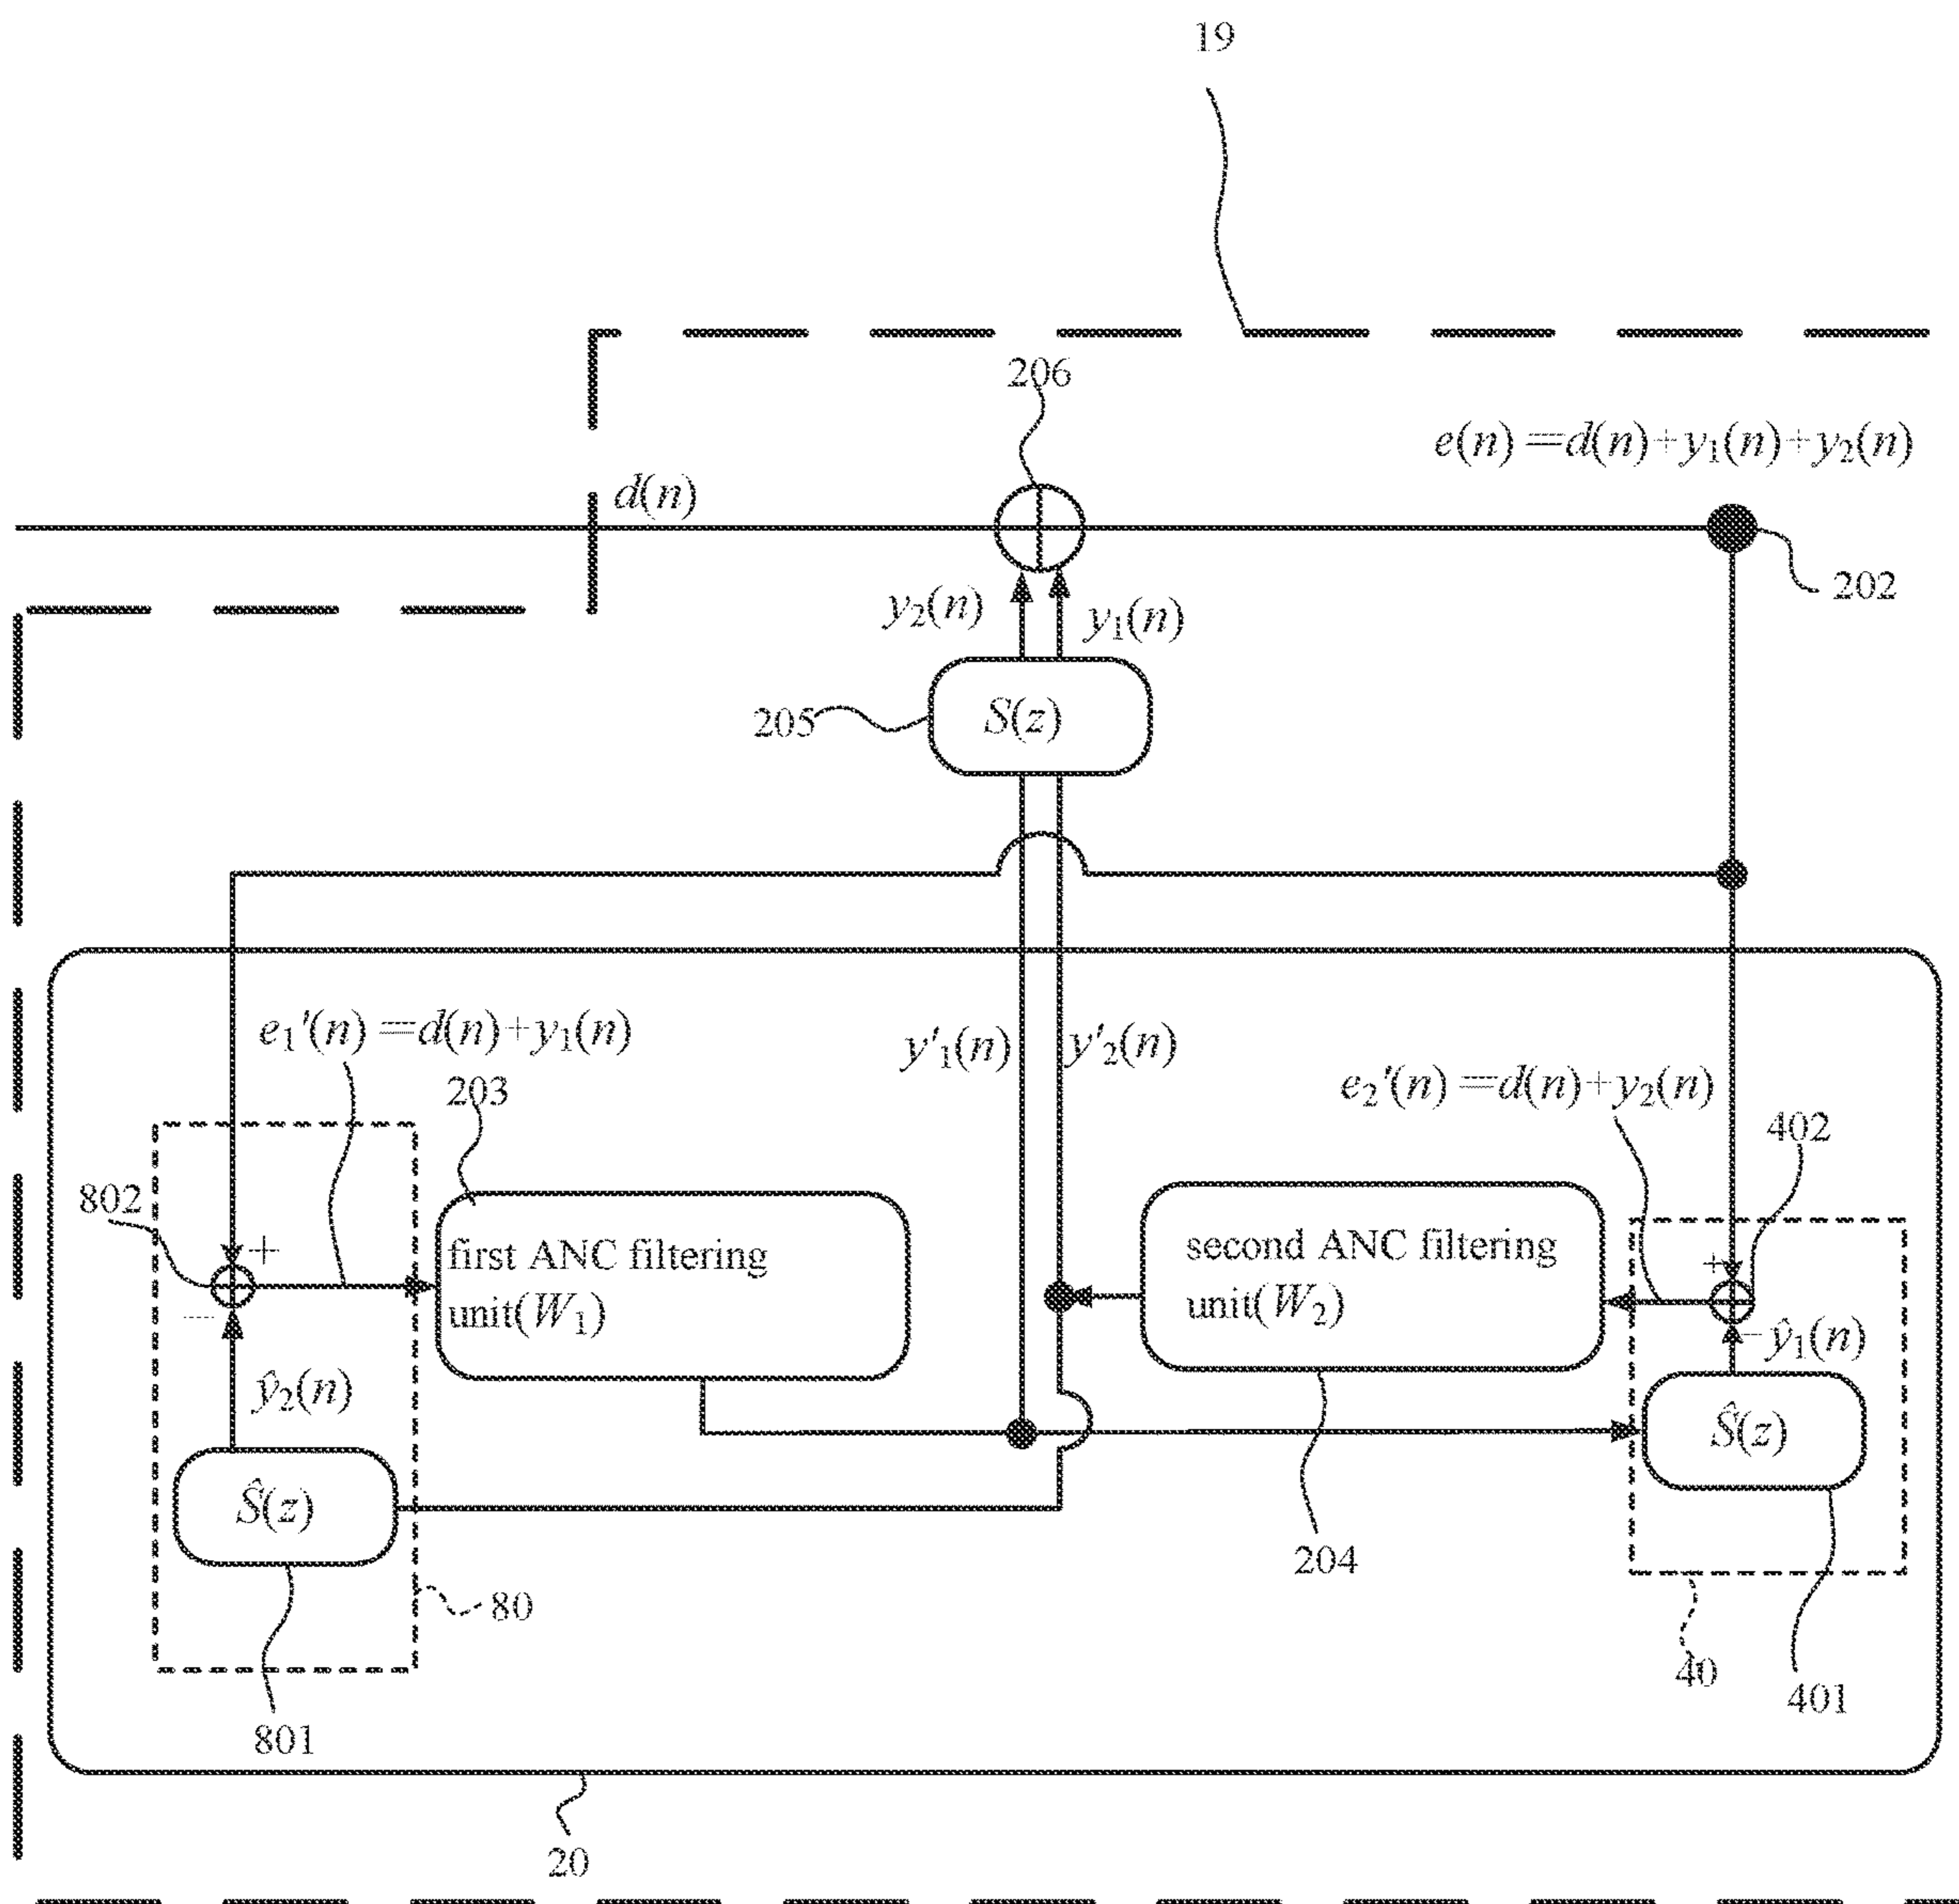 19
206
e(n)=d(n)+y₁(n)+y₂(n)
d(n)
202
y₂(n)
y₁(n)
205
S(z)
e₁'(n)=d(n)+y₁(n)
y'₁(n)
y'₂(n)
203
e₂'(n)=d(n)+y₂(n)
402
802
+
first ANC filtering
unit(W₁)
second ANC filtering
unit(W₂)
+
−
− ŷ₁(n)
ŷ₂(n)
Ŝ(z)
Ŝ(z)
204
80
40
401
801
20